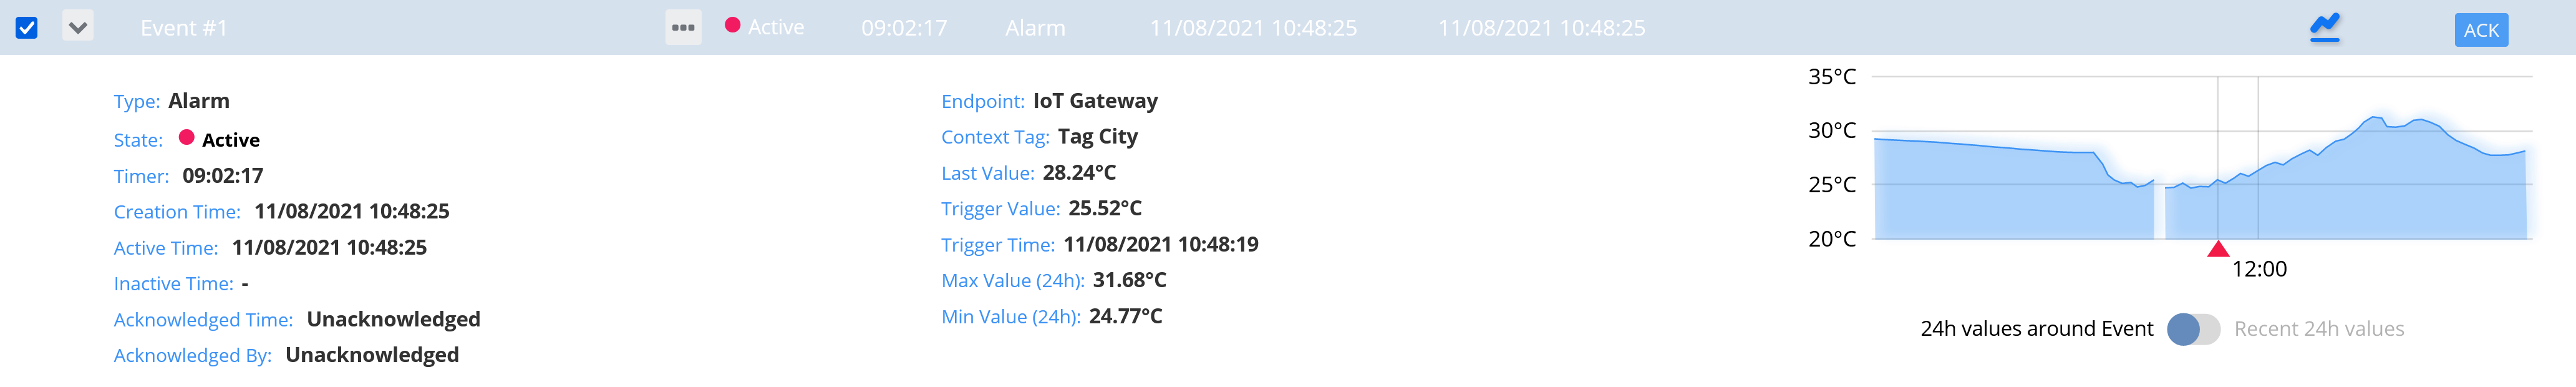 Event #1 ••• Active 09:02:17 Alarm 11/08/2021 10:48:25 11/08/2021 10:48:25 ACK
Type: Alarm
State: Active
Timer: 09:02:17
Creation Time: 11/08/2021 10:48:25
Active Time: 11/08/2021 10:48:25
Inactive Time: -
Acknowledged Time: Unacknowledged
Acknowledged By: Unacknowledged
Endpoint: IoT Gateway
Context Tag: Tag City
Last Value: 28.24°C
Trigger Value: 25.52°C
Trigger Time: 11/08/2021 10:48:19
Max Value (24h): 31.68°C
Min Value (24h): 24.77°C
35°C
30°C
25°C
20°C
12:00
24h values around Event Recent 24h values